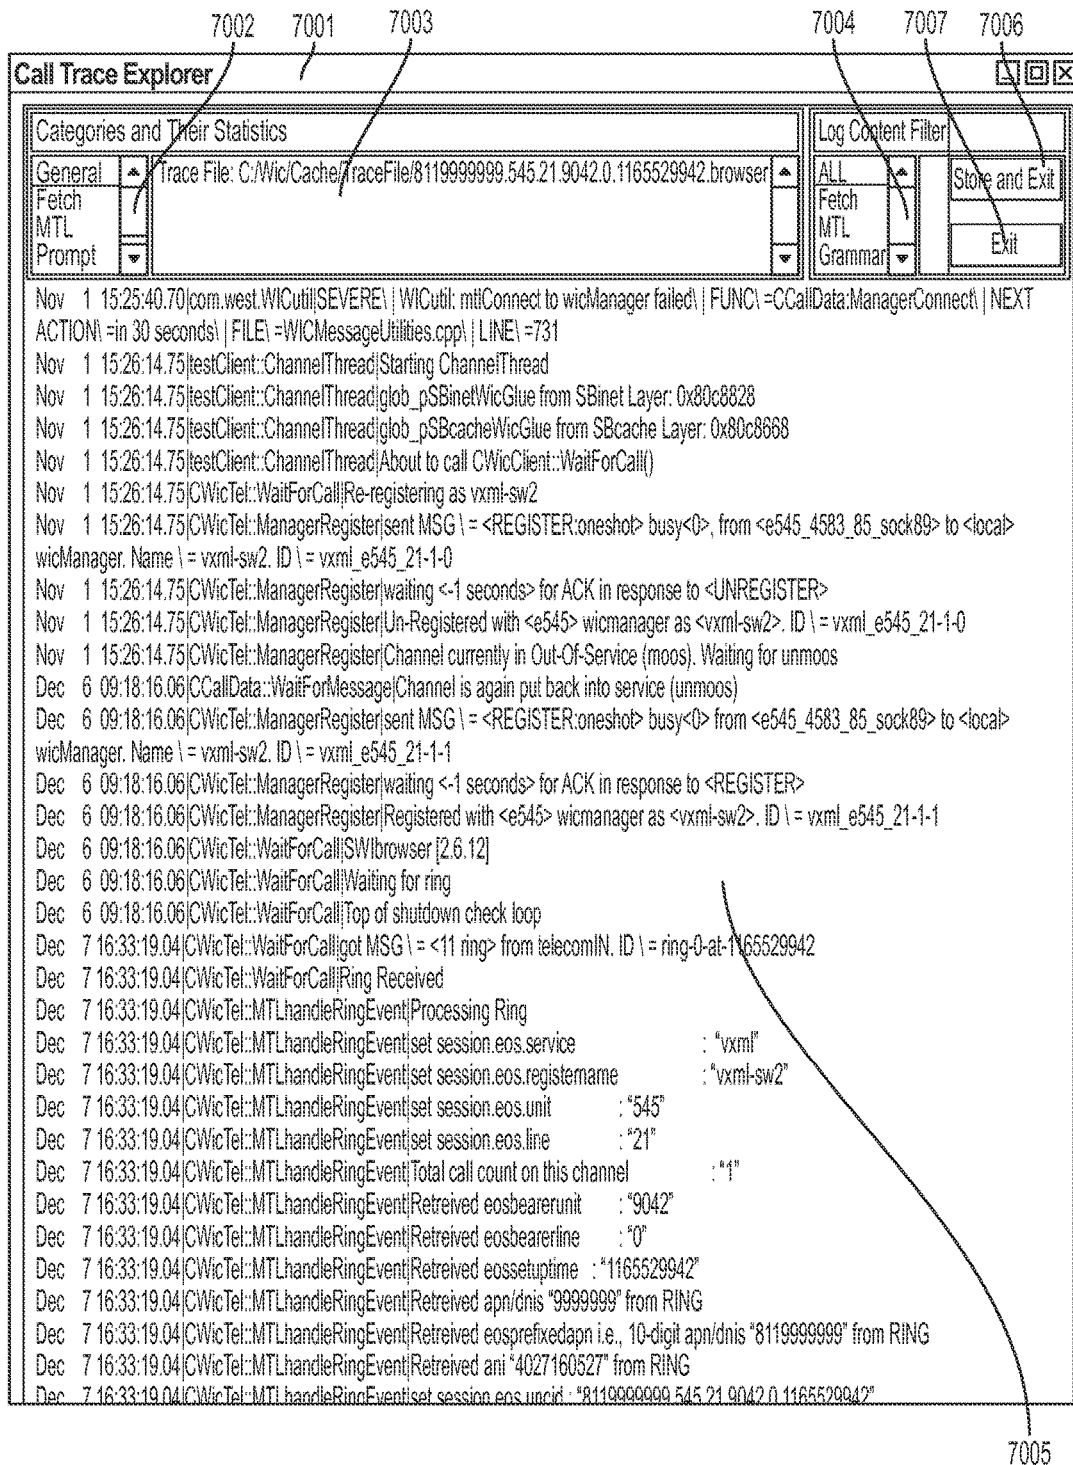 7002 7001 7003 7004 7007 7006
Call Trace Explorer
Categories and Their Statistics
Log Content Filter
General
Fetch
MTL
Prompt
Trace File: C:/Wic/Cache/TraceFile/8119999999.545.21.9042.0.1165529942.browser
ALL
Fetch
MTL
Grammar
Store and Exit
Exit
Nov 1 15:25:40.70|com.west.WICutil|SEVERE\ | WICutil: mtlConnect to wicManager failed\ | FUNC\ =CCallData:ManagerConnect\ | NEXT
ACTION\ =in 30 seconds\ | FILE\ =WICMessageUtilities.cpp\ | LINE\ =731
Nov 1 15:26:14.75|testClient::ChannelThread|Starting ChannelThread
Nov 1 15:26:14.75|testClient::ChannelThread|glob_pSBinetWicGlue from SBinet Layer: 0x80c8828
Nov 1 15:26:14.75|testClient::ChannelThread|glob_pSBcacheWicGlue from SBcache Layer: 0x80c8668
Nov 1 15:26:14.75|testClient::ChannelThread|About to call CWicClient::WaitForCall()
Nov 1 15:26:14.75|CWicTel::WaitForCall|Re-registering as vxml-sw2
Nov 1 15:26:14.75|CWicTel::ManagerRegister|sent MSG \ = <REGISTER:oneshot> busy<0>, from <e545_4583_85_sock89> to <local>
wicManager. Name \ = vxml-sw2. ID \ = vxml_e545_21-1-0
Nov 1 15:26:14.75|CWicTel::ManagerRegister|waiting <-1 seconds> for ACK in response to <UNREGISTER>
Nov 1 15:26:14.75|CWicTel::ManagerRegister|Un-Registered with <e545> wicmanager as <vxml-sw2>. ID \ = vxml_e545_21-1-0
Nov 1 15:26:14.75|CWicTel::ManagerRegister|Channel currently in Out-Of-Service (moos). Waiting for unmoos
Dec 6 09:18:16.06|CCallData::WaitForMessage|Channel is again put back into service (unmoos)
Dec 6 09:18:16.06|CWicTel::ManagerRegister|sent MSG \ = <REGISTER:oneshot> busy<0> from <e545_4583_85_sock89> to <local>
wicManager. Name \ = vxml-sw2. ID \ = vxml_e545_21-1-1
Dec 6 09:18:16.06|CWicTel::ManagerRegister|waiting <-1 seconds> for ACK in response to <REGISTER>
Dec 6 09:18:16.06|CWicTel::ManagerRegister|Registered with <e545> wicmanager as <vxml-sw2>. ID \ = vxml_e545_21-1-1
Dec 6 09:18:16.06|CWicTel::WaitForCall|SWIbrowser [2.6.12]
Dec 6 09:18:16.06|CWicTel::WaitForCall|Waiting for ring
Dec 6 09:18:16.06|CWicTel::WaitForCall|Top of shutdown check loop
Dec 7 16:33:19.04|CWicTel::WaitForCall|got MSG \ = <11 ring> from telecomIN. ID \ = ring-0-at-1165529942
Dec 7 16:33:19.04|CWicTel::WaitForCall|Ring Received
Dec 7 16:33:19.04|CWicTel::MTLhandleRingEvent|Processing Ring
Dec 7 16:33:19.04|CWicTel::MTLhandleRingEvent|set session.eos.service : "vxml"
Dec 7 16:33:19.04|CWicTel::MTLhandleRingEvent|set session.eos.registername : "vxml-sw2"
Dec 7 16:33:19.04|CWicTel::MTLhandleRingEvent|set session.eos.unit : "545"
Dec 7 16:33:19.04|CWicTel::MTLhandleRingEvent|set session.eos.line : "21"
Dec 7 16:33:19.04|CWicTel::MTLhandleRingEvent|Total call count on this channel : "1"
Dec 7 16:33:19.04|CWicTel::MTLhandleRingEvent|Retreived eosbearerunit : "9042"
Dec 7 16:33:19.04|CWicTel::MTLhandleRingEvent|Retreived eosbearerline : "0"
Dec 7 16:33:19.04|CWicTel::MTLhandleRingEvent|Retreived eossetuptime : "1165529942"
Dec 7 16:33:19.04|CWicTel::MTLhandleRingEvent|Retreived apn/dnis "9999999" from RING
Dec 7 16:33:19.04|CWicTel::MTLhandleRingEvent|Retreived eosprefixedapn i.e., 10-digit apn/dnis "8119999999" from RING
Dec 7 16:33:19.04|CWicTel::MTLhandleRingEvent|Retreived ani "4027160527" from RING
Dec 7 16:33:19.04|CWicTel::MTLhandleRingEvent|set session.eos.uncid : "8119999999.545.21.9042.0.1165529942"
7005